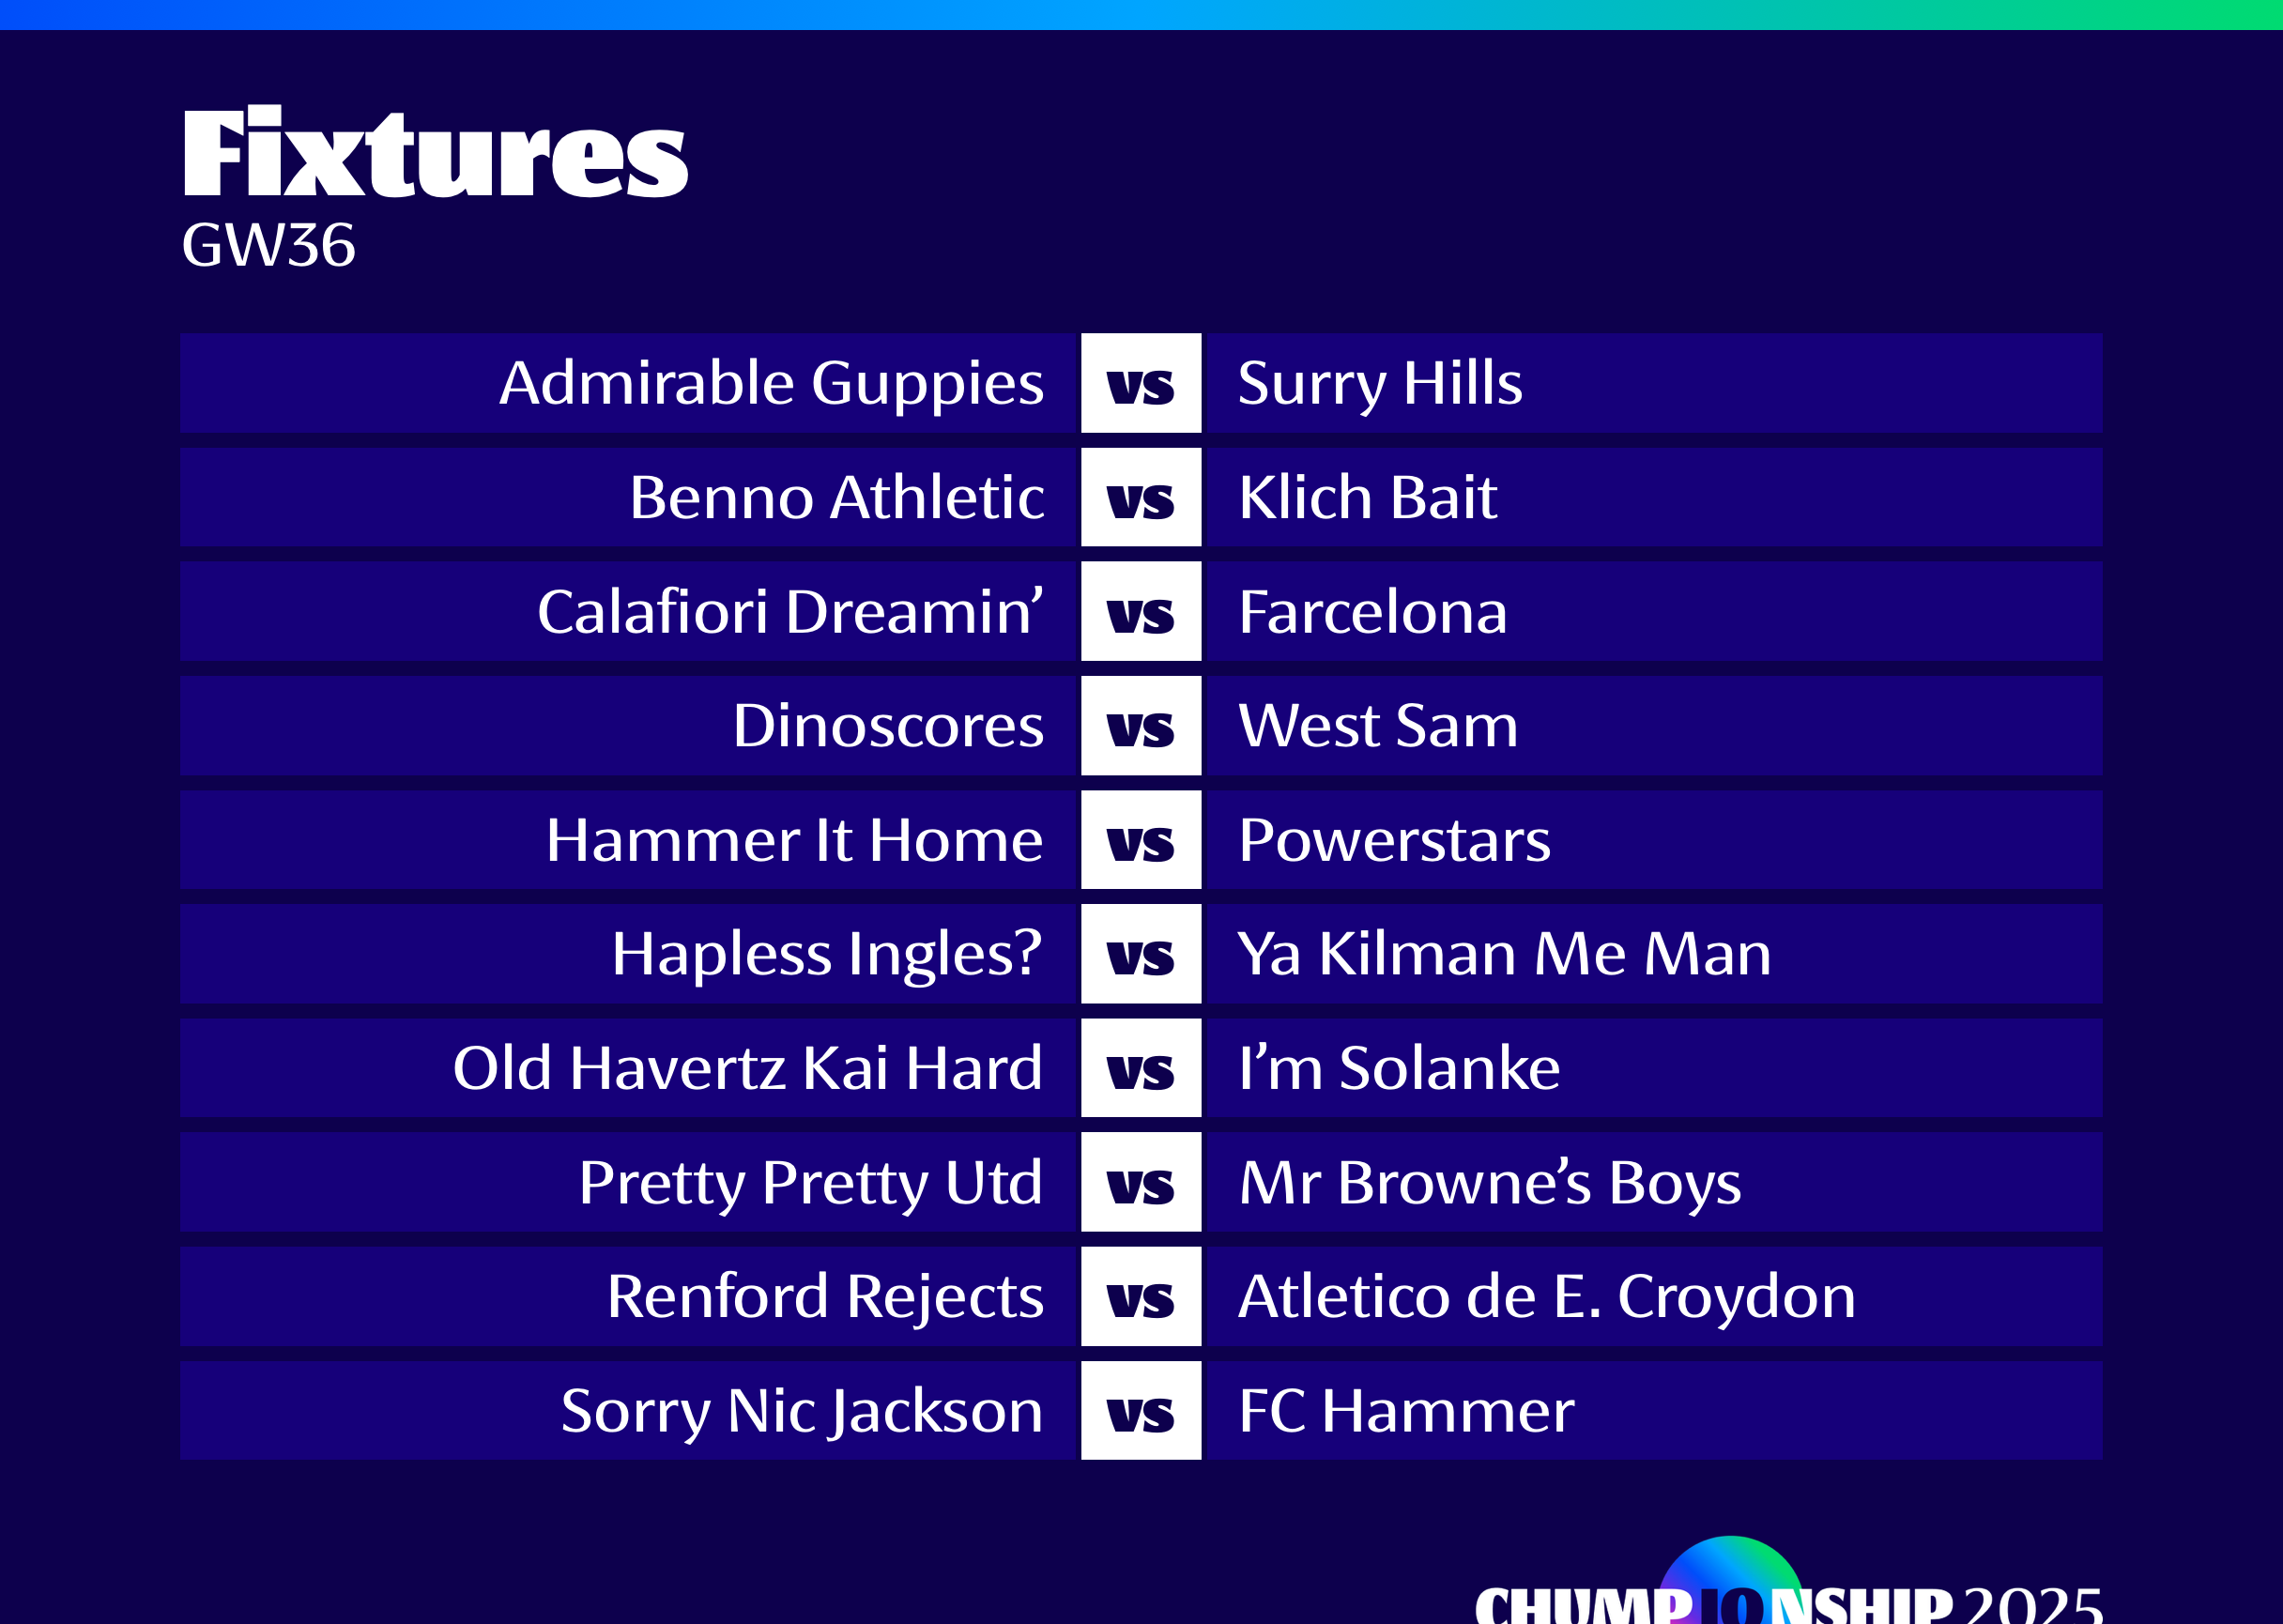 Fixtures
GW36
Admirable Guppies vs Surry Hills
Benno Athletic vs Klich Bait
Calafiori Dreamin’ vs Farcelona
Dinoscores vs West Sam
Hammer It Home vs Powerstars
Hapless Ingles? vs Ya Kilman Me Man
Old Havertz Kai Hard vs I’m Solanke
Pretty Pretty Utd vs Mr Browne’s Boys
Renford Rejects vs Atletico de E. Croydon
Sorry Nic Jackson vs FC Hammer
CHUMPIONSHIP 2025